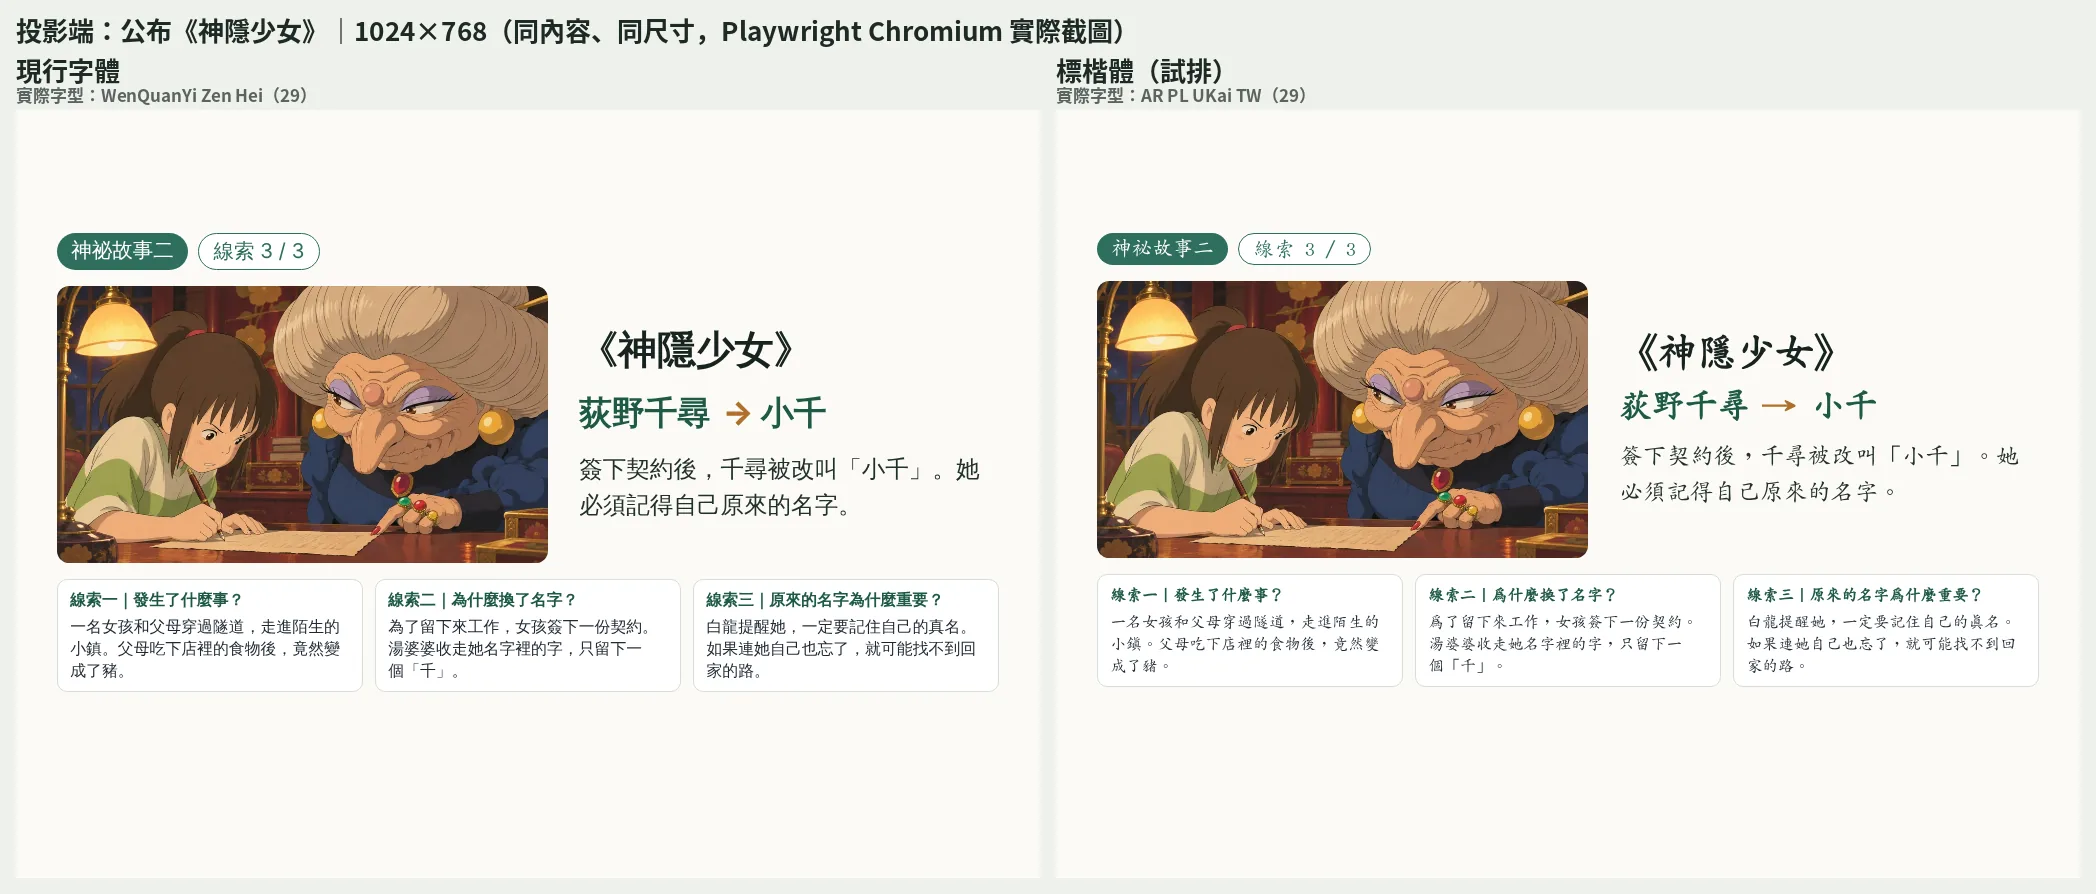 投影端：公布《神隱少女》｜1024×768（同內容、同尺寸，Playwright Chromium 實際截圖）
現行字體
實際字型：WenQuanYi Zen Hei（29）
神祕故事二
線索 3 / 3
《神隱少女》
荻野千尋 → 小千
簽下契約後，千尋被改叫「小千」。她
必須記得自己原來的名字。
線索一｜發生了什麼事？
一名女孩和父母穿過隧道，走進陌生的
小鎮。父母吃下店裡的食物後，竟然變
成了豬。
線索二｜為什麼換了名字？
為了留下來工作，女孩簽下一份契約。
湯婆婆收走她名字裡的字，只留下一
個「千」。
線索三｜原來的名字為什麼重要？
白龍提醒她，一定要記住自己的真名。
如果連她自己也忘了，就可能找不到回
家的路。
標楷體（試排）
實際字型：AR PL UKai TW（29）
神祕故事二
線索 3 / 3
《神隱少女》
荻野千尋 → 小千
簽下契約後，千尋被改叫「小千」。她
必須記得自己原來的名字。
線索一｜發生了什麼事？
一名女孩和父母穿過隧道，走進陌生的
小鎮。父母吃下店裡的食物後，竟然變
成了豬。
線索二｜爲什麼換了名字？
爲了留下來工作，女孩簽下一份契約。
湯婆婆收走她名字裡的字，只留下一
個「千」。
線索三｜原來的名字爲什麼重要？
白龍提醒她，一定要記住自己的真名。
如果連她自己也忘了，就可能找不到回
家的路。